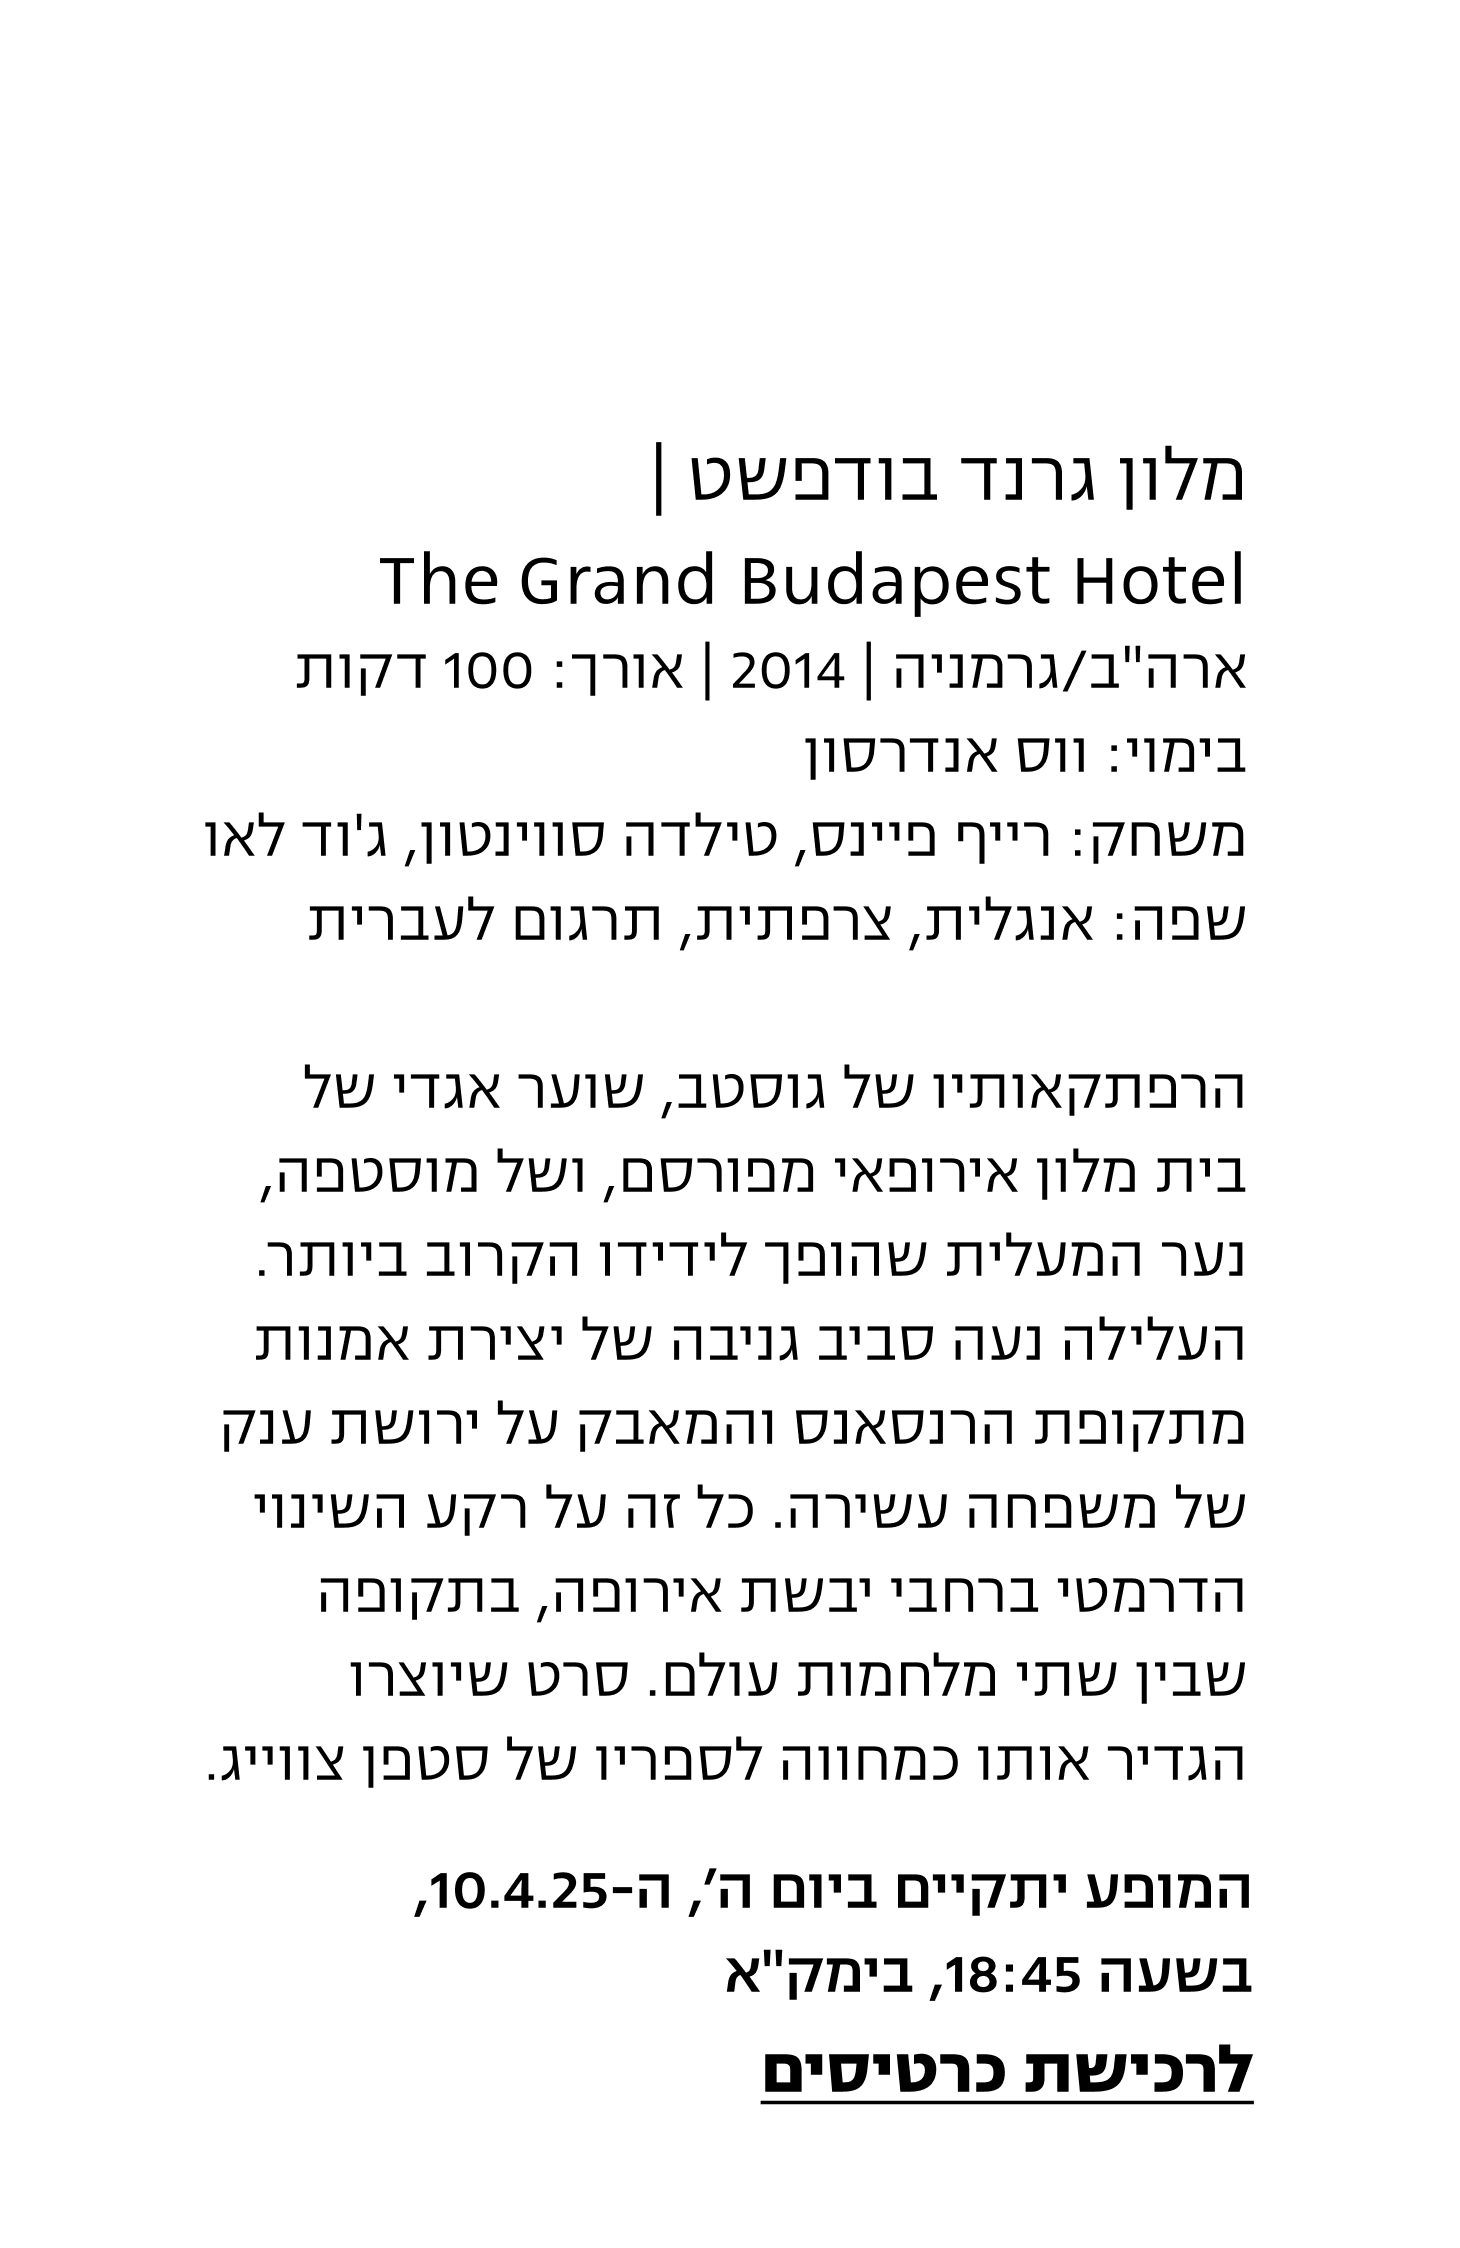 מלון גרנד בודפשט |
The Grand Budapest Hotel
ארה"ב/גרמניה | 2014 | אורך: 100 דקות
בימוי: ווס אנדרסון
משחק: רייף פיינס, טילדה סווינטון, ג'וד לאו
שפה: אנגלית, צרפתית, תרגום לעברית
הרפתקאותיו של גוסטב, שוער אגדי של
בית מלון אירופאי מפורסם, ושל מוסטפה,
נער המעלית שהופך לידידו הקרוב ביותר.
העלילה נעה סביב גניבה של יצירת אמנות
מתקופת הרנסאנס והמאבק על ירושת ענק
של משפחה עשירה. כל זה על רקע השינוי
הדרמטי ברחבי יבשת אירופה, בתקופה
שבין שתי מלחמות עולם. סרט שיוצרו
הגדיר אותו כמחווה לספריו של סטפן צווייג.
המופע יתקיים ביום ה׳, ה-10.4.25,
בשעה 18:45, בימק"א
לרכישת כרטיסים